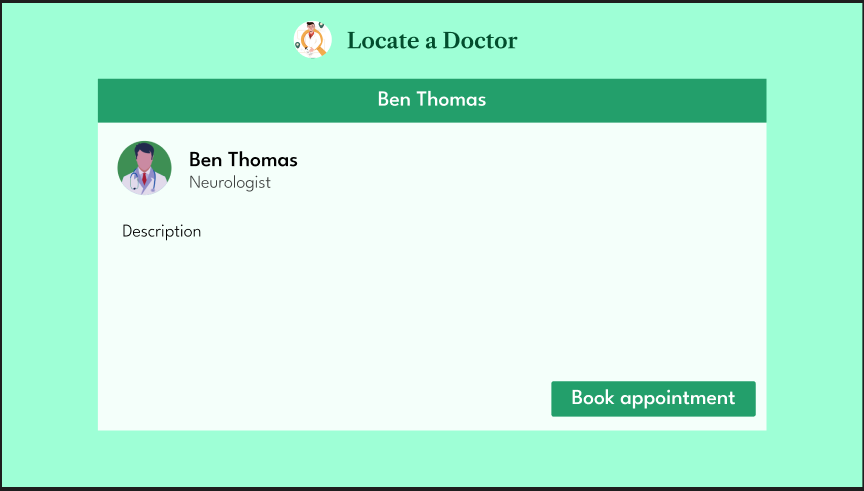 Locate a Doctor
Ben Thomas
Ben Thomas
Neurologist
Description
Book appointment